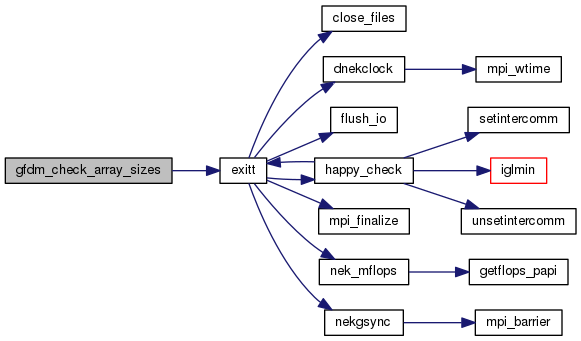 close_files
dnekclock
mpi_wtime
flush_io
setintercomm
gfdm_check_array_sizes
exitt
happy_check
iglmin
mpi_finalize
unsetintercomm
nek_mflops
getflops_papi
nekgsync
mpi_barrier